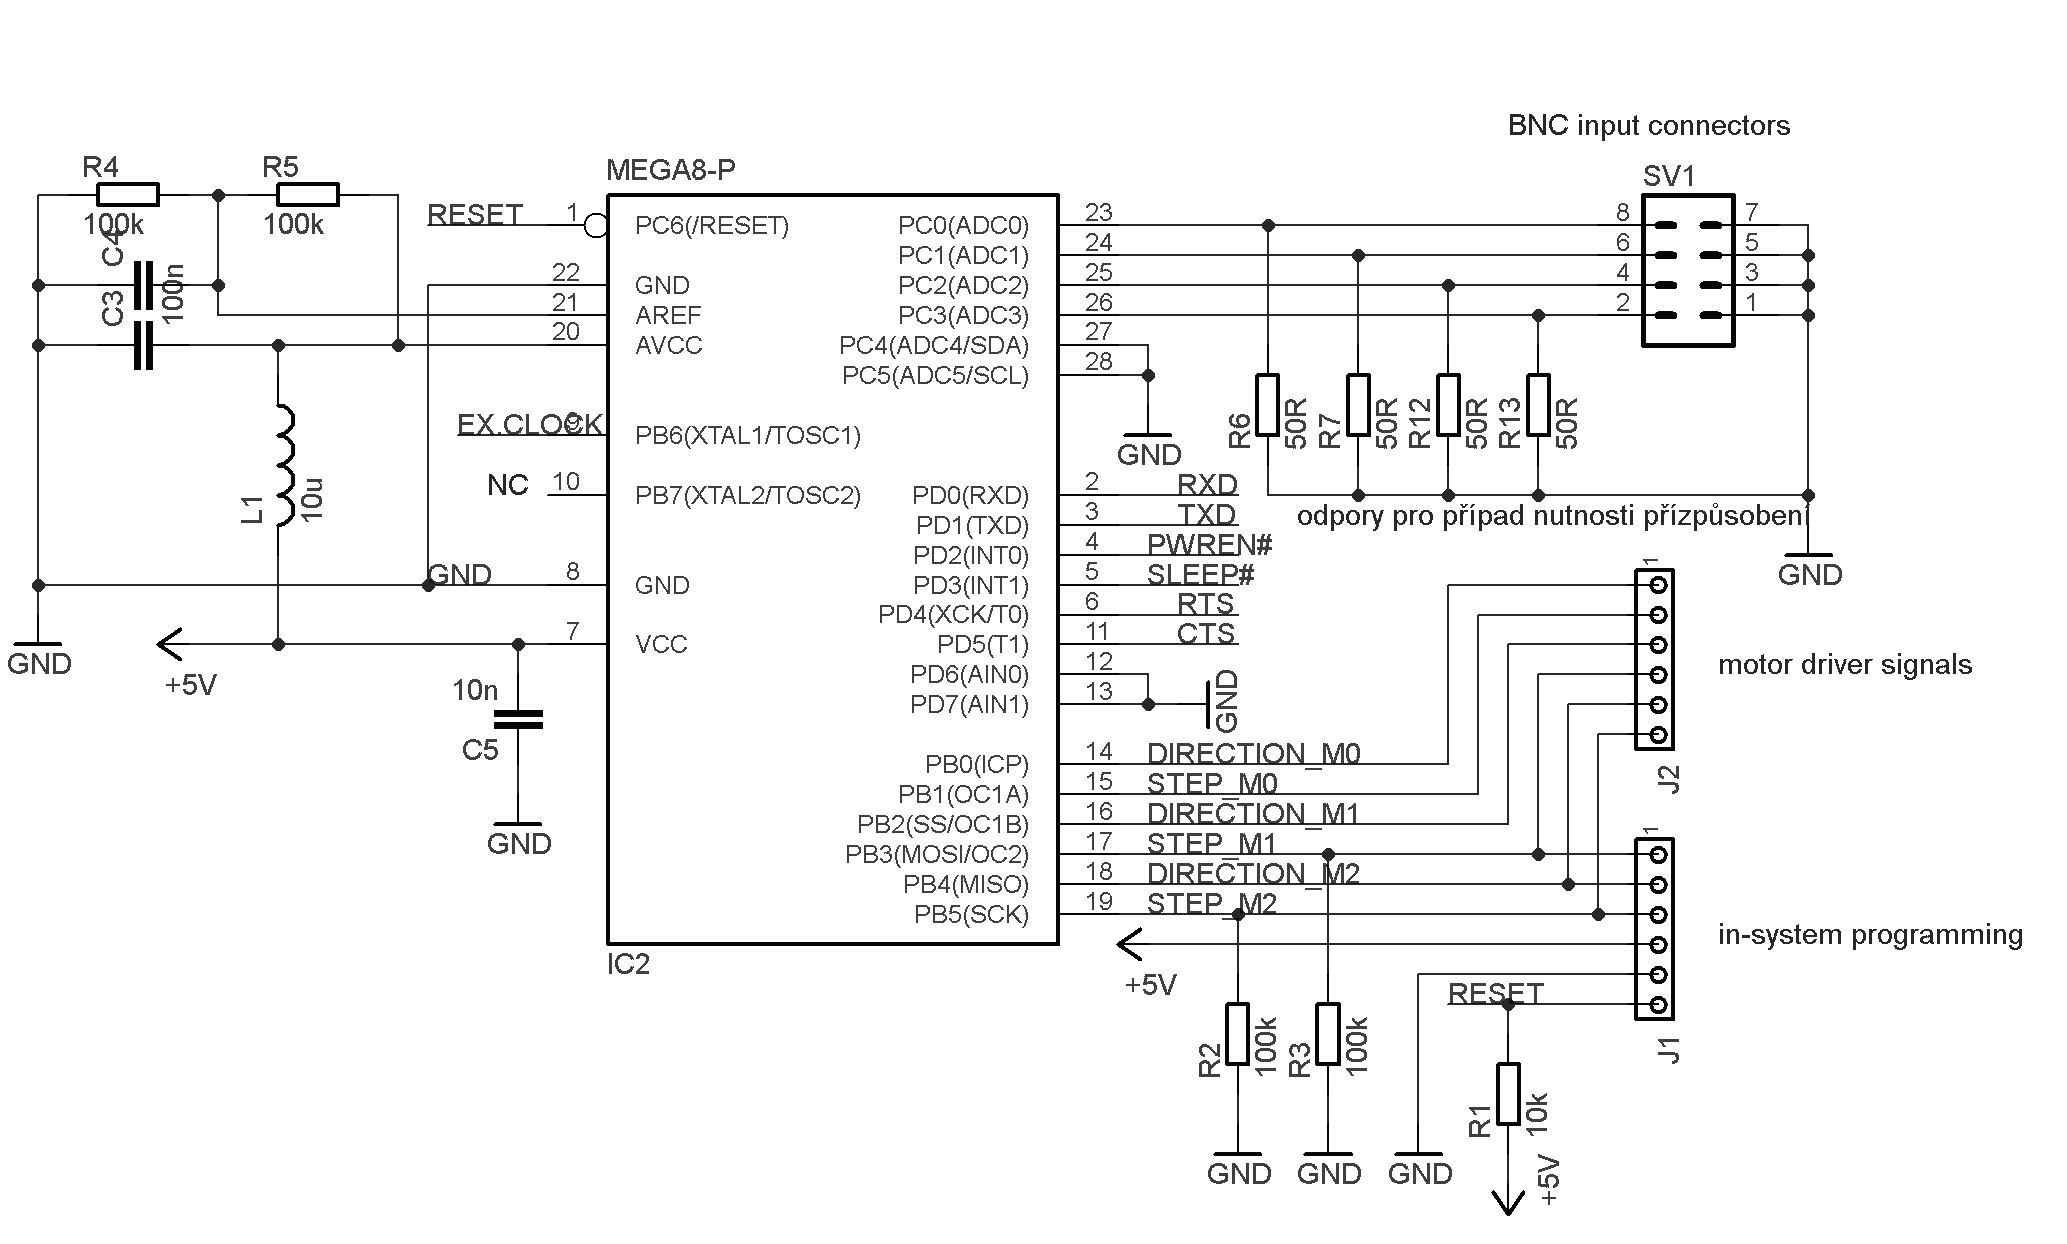 BNC input connectors
R4
R5
MEGA8-P
SV1
100k
100k
RESET
1
PC6(/RESET)
PC0(ADC0)
23
8
7
C4
PC1(ADC1)
24
6
5
22
GND
PC2(ADC2)
25
4
3
C3
100n
21
AREF
PC3(ADC3)
26
2
1
20
AVCC
PC4(ADC4/SDA)
27
PC5(ADC5/SCL)
28
R6
50R
R7
50R
R12
50R
R13
50R
EX.CLOCK
9
PB6(XTAL1/TOSC1)
GND
L1
10u
NC
10
PB7(XTAL2/TOSC2)
PD0(RXD)
2
RXD
PD1(TXD)
3
TXD
odpory pro případ nutnosti přízpůsobení
PD2(INT0)
4
PWREN#
GND
8
GND
PD3(INT1)
5
SLEEP#
GND
1
PD4(XCK/T0)
6
RTS
7
VCC
PD5(T1)
11
CTS
GND
+5V
PD6(AIN0)
12
motor driver signals
10n
PD7(AIN1)
13
GND
C5
PB0(ICP)
14
DIRECTION_M0
J2
PB1(OC1A)
15
STEP_M0
PB2(SS/OC1B)
16
DIRECTION_M1
GND
PB3(MOSI/OC2)
17
STEP_M1
1
PB4(MISO)
18
DIRECTION_M2
PB5(SCK)
19
STEP_M2
in-system programming
IC2
+5V
RESET
R2
100k
R3
100k
J1
R1
10k
GND
GND
GND
+5V